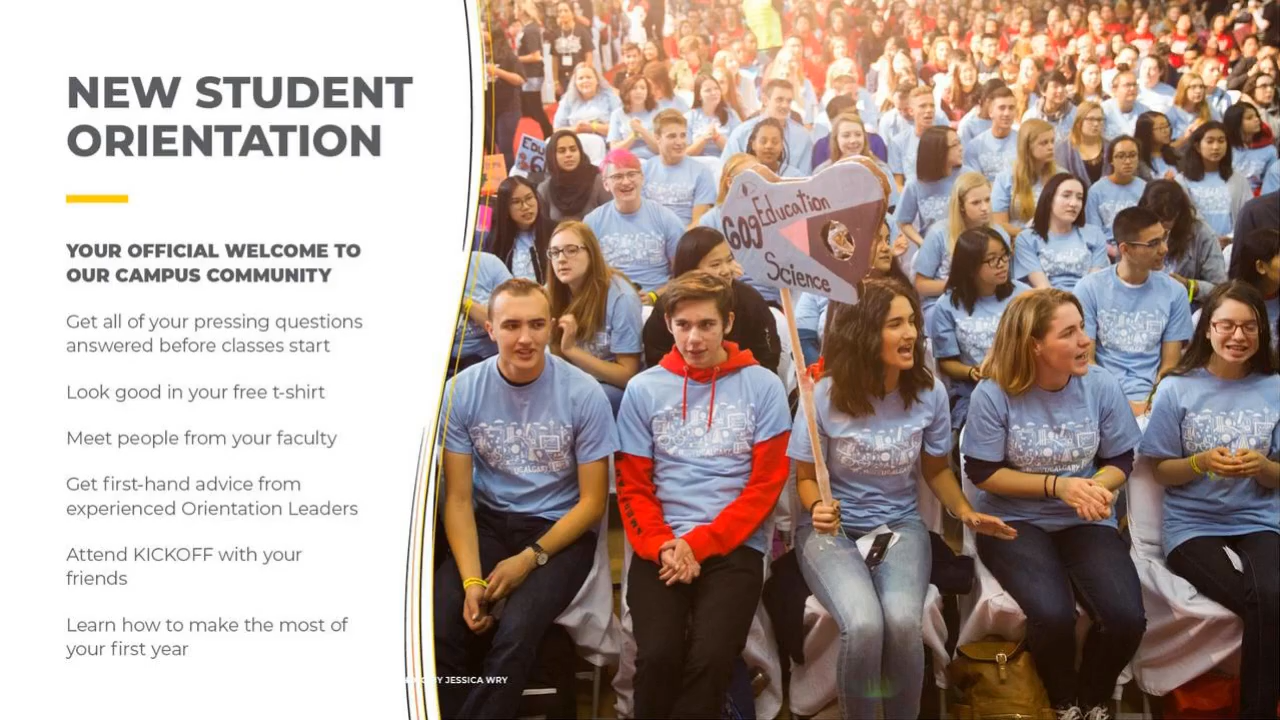 NEW STUDENT
ORIENTATION
YOUR OFFICIAL WELCOME TO
OUR CAMPUS COMMUNITY
Get all of your pressing questions
answered before classes start
Look good in your free t-shirt
Meet people from your faculty
Get first-hand advice from
experienced Orientation Leaders
Attend KICKOFF with your
friends
Learn how to make the most of
your first year
EDU
609
Education
Science
JESSICA WRY